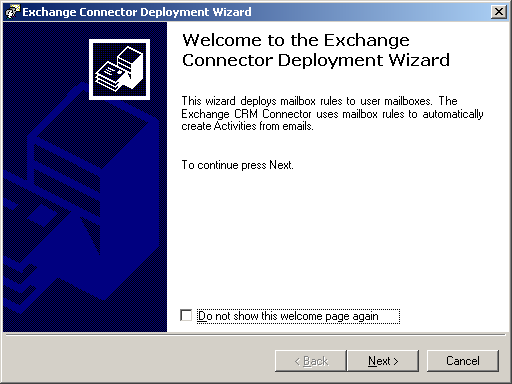 Exchange Connector Deployment Wizard
Welcome to the Exchange
Connector Deployment Wizard
This wizard deploys mailbox rules to user mailboxes. The
Exchange CRM Connector uses mailbox rules to automatically
create Activities from emails.
To continue press Next.
Do not show this welcome page again
< Back
Next >
Cancel